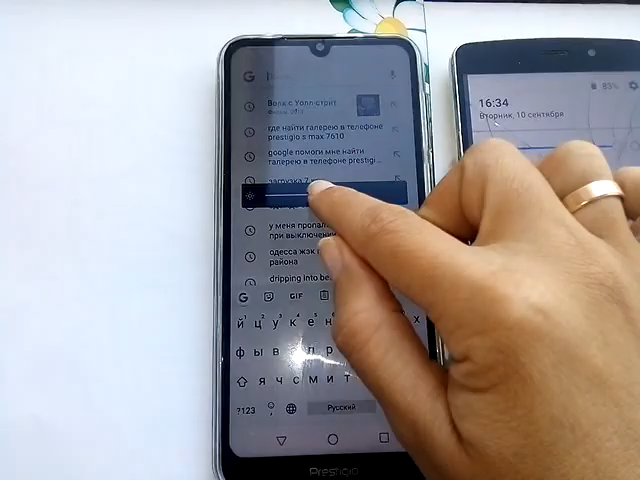 Волк с Уолл-стрит
где найти галерею в телефоне
prestigio s max 7610
google помоги мне найти
галерею в телефоне prestigi...
загрузка
у меня пропал
при выключени
одесса жэк
района
dripping into be
G GIF
й ц у к е н х
ф ы в п р
я ч с м и т
?123 Русский
Prestigio
83%
16:34
Вторник, 10 сентября